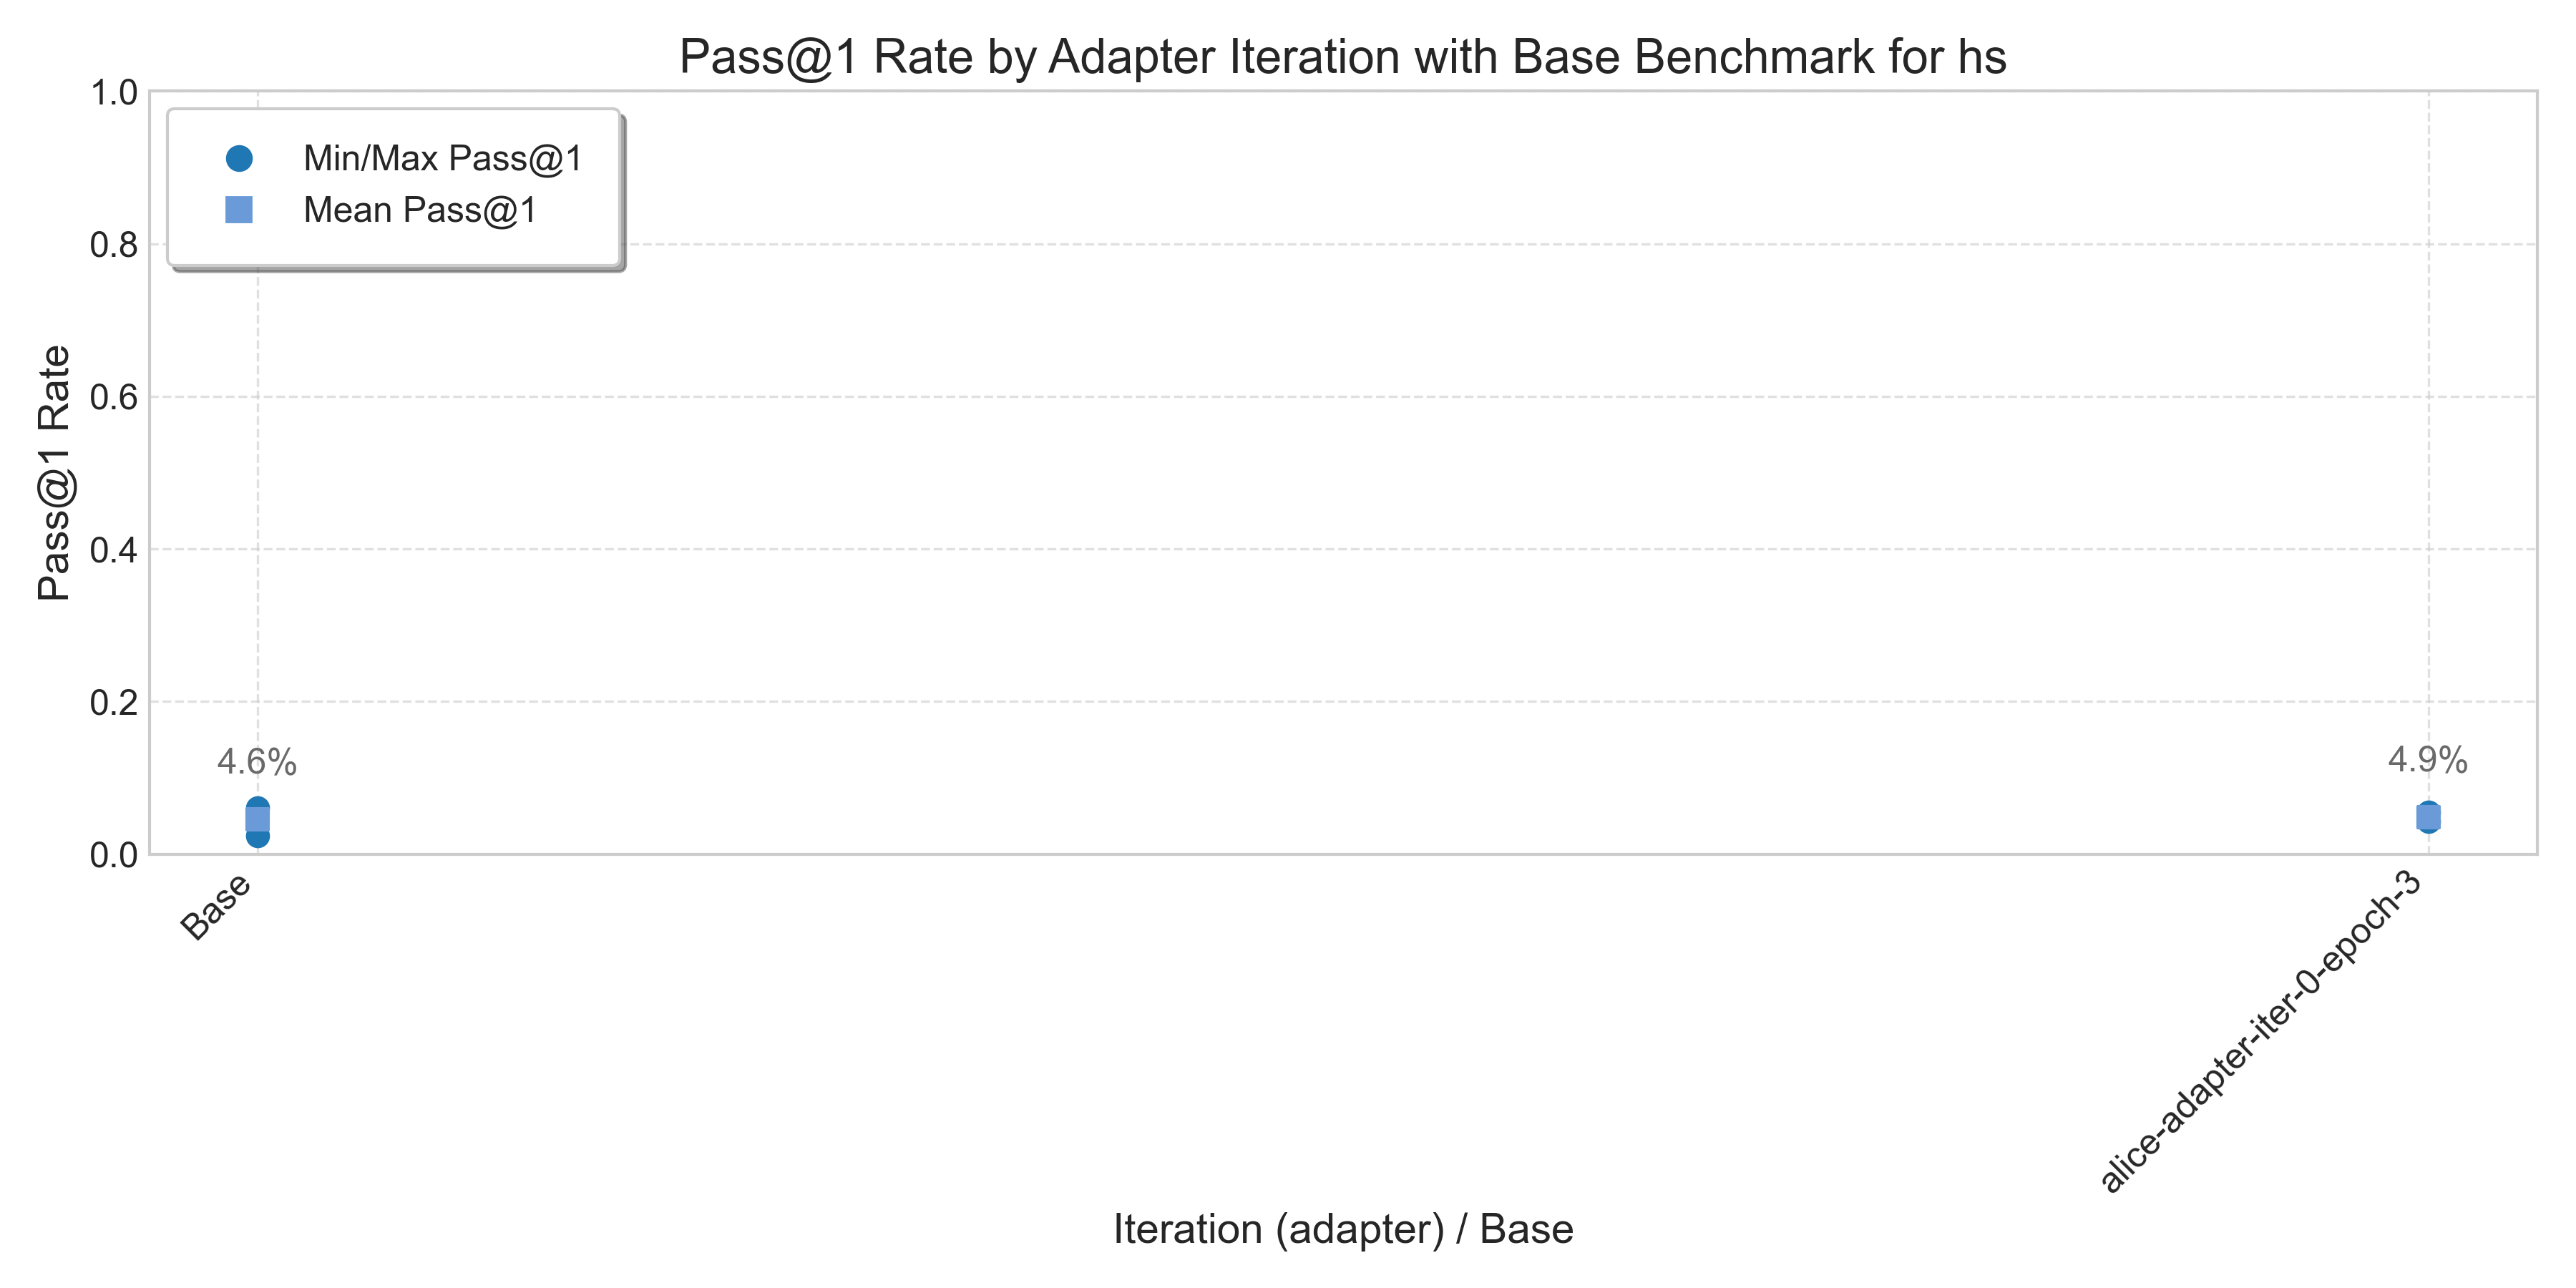 Pass@1 Rate by Adapter Iteration with Base Benchmark for hs
Min/Max Pass@1
Mean Pass@1
Pass@1 Rate
1.0
0.8
0.6
0.4
0.2
0.0
4.6%
4.9%
Base
alice-adapter-iter-0-epoch-3
Iteration (adapter) / Base